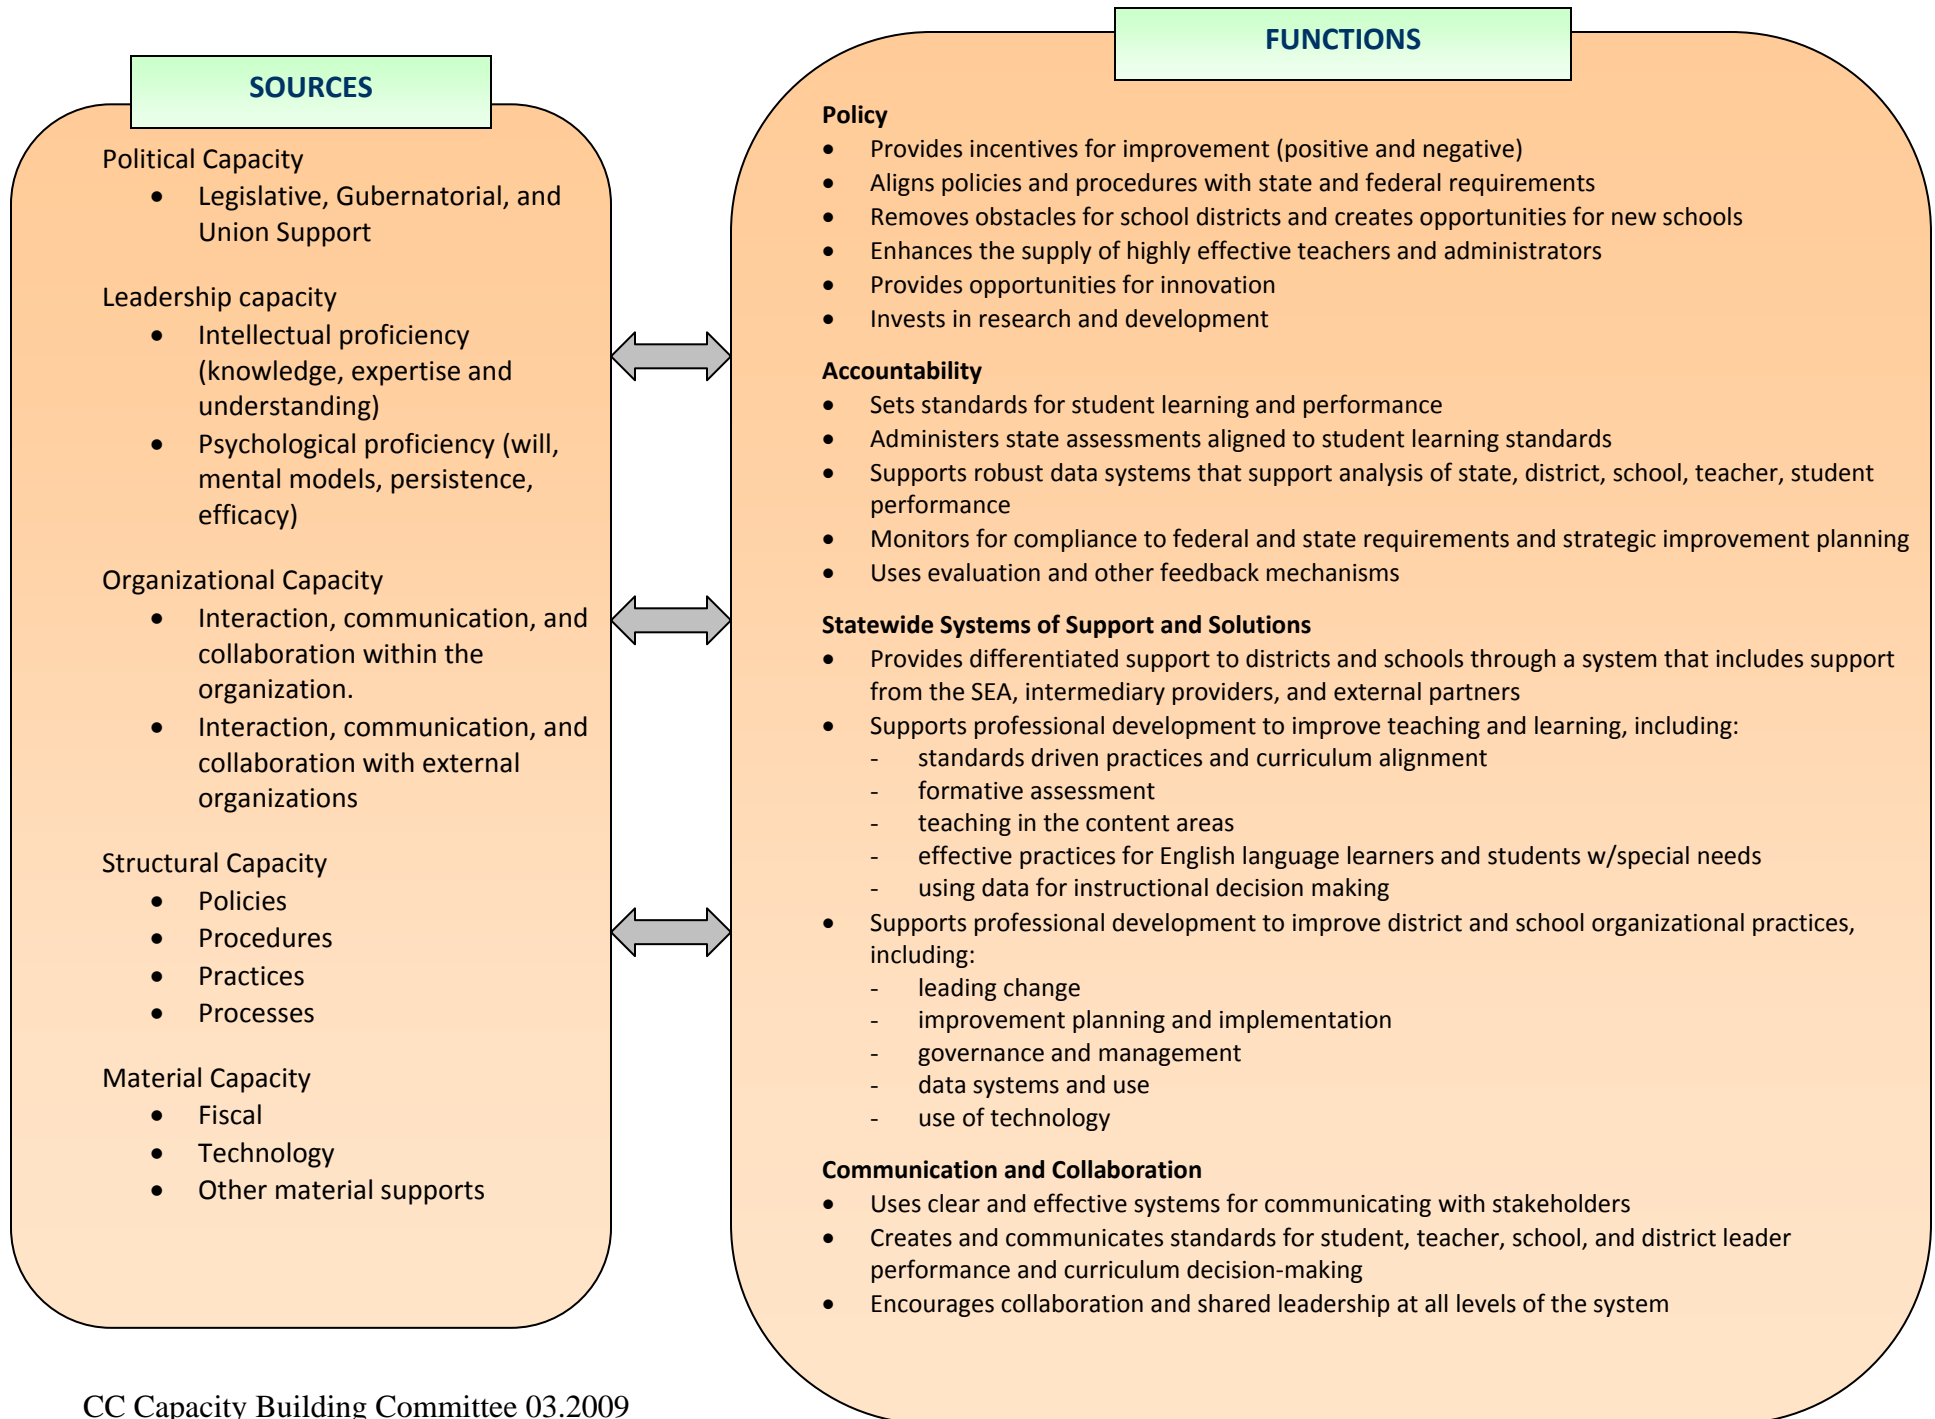 SOURCES
Political Capacity
• Legislative, Gubernatorial, and
Union Support
Leadership capacity
• Intellectual proficiency
(knowledge, expertise and
understanding)
• Psychological proficiency (will,
mental models, persistence,
efficacy)
Organizational Capacity
• Interaction, communication, and
collaboration within the
organization.
• Interaction, communication, and
collaboration with external
organizations
Structural Capacity
• Policies
• Procedures
• Practices
• Processes
Material Capacity
• Fiscal
• Technology
• Other material supports
FUNCTIONS
Policy
• Provides incentives for improvement (positive and negative)
• Aligns policies and procedures with state and federal requirements
• Removes obstacles for school districts and creates opportunities for new schools
• Enhances the supply of highly effective teachers and administrators
• Provides opportunities for innovation
• Invests in research and development
Accountability
• Sets standards for student learning and performance
• Administers state assessments aligned to student learning standards
• Supports robust data systems that support analysis of state, district, school, teacher, student
performance
• Monitors for compliance to federal and state requirements and strategic improvement planning
• Uses evaluation and other feedback mechanisms
Statewide Systems of Support and Solutions
• Provides differentiated support to districts and schools through a system that includes support
from the SEA, intermediary providers, and external partners
• Supports professional development to improve teaching and learning, including:
- standards driven practices and curriculum alignment
- formative assessment
- teaching in the content areas
- effective practices for English language learners and students w/special needs
- using data for instructional decision making
• Supports professional development to improve district and school organizational practices,
including:
- leading change
- improvement planning and implementation
- governance and management
- data systems and use
- use of technology
Communication and Collaboration
• Uses clear and effective systems for communicating with stakeholders
• Creates and communicates standards for student, teacher, school, and district leader
performance and curriculum decision-making
• Encourages collaboration and shared leadership at all levels of the system
CC Capacity Building Committee 03.2009